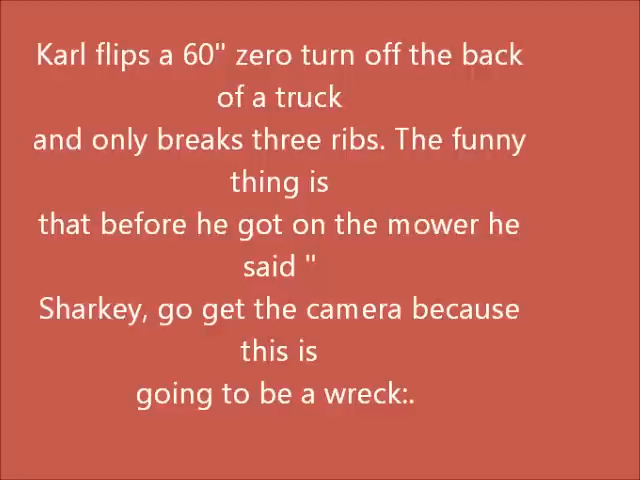 Karl flips a 60" zero turn off the back
of a truck
and only breaks three ribs. The funny
thing is
that before he got on the mower he
said "
Sharkey, go get the camera because
this is
going to be a wreck:.